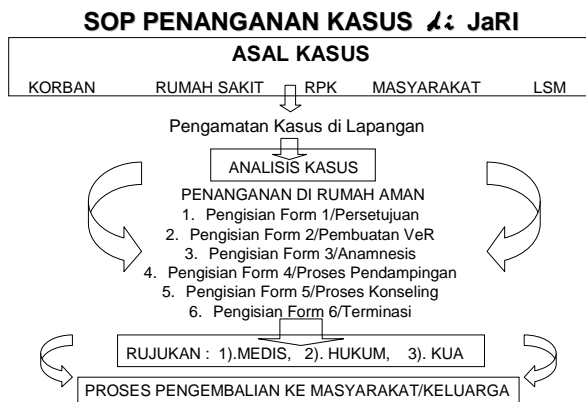 SOP PENANGANAN KASUS di JaRI
ASAL KASUS
KORBAN RUMAH SAKIT RPK MASYARAKAT LSM
Pengamatan Kasus di Lapangan
ANALISIS KASUS
PENANGANAN DI RUMAH AMAN
1. Pengisian Form 1/Persetujuan
2. Pengisian Form 2/Pembuatan VeR
3. Pengisian Form 3/Anamnesis
4. Pengisian Form 4/Proses Pendampingan
5. Pengisian Form 5/Proses Konseling
6. Pengisian Form 6/Terminasi
RUJUKAN : 1).MEDIS, 2). HUKUM, 3). KUA
PROSES PENGEMBALIAN KE MASYARAKAT/KELUARGA